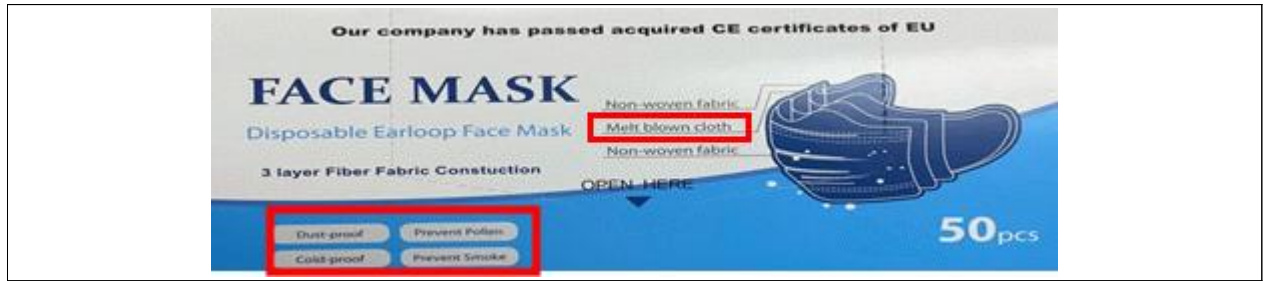 Our company has passed acquired CE certificates of EU
FACE MASK
Disposable Earloop Face Mask
3 layer Fiber Fabric Constuction
Non-woven fabric
Melt blown cloth
Non-woven fabric
OPEN HERE
Dust-proof Prevent Pollen
Cold-proof Prevent Smoke
50pcs